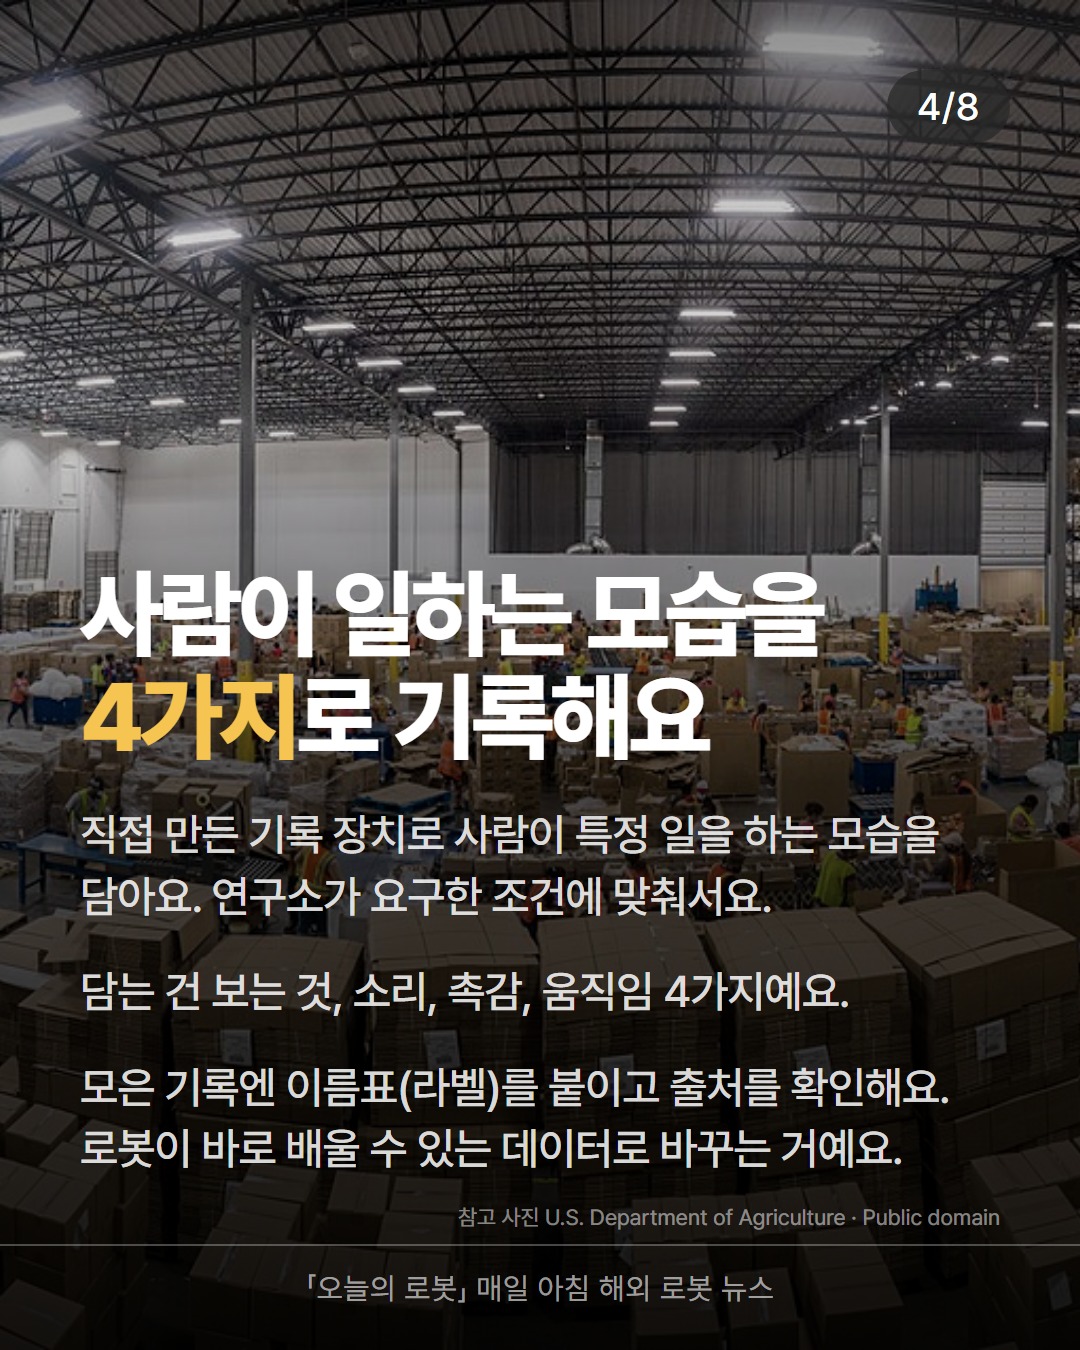 4/8
사람이 일하는 모습을
4가지로 기록해요
직접 만든 기록 장치로 사람이 특정 일을 하는 모습을
담아요. 연구소가 요구한 조건에 맞춰서요.
담는 건 보는 것, 소리, 촉감, 움직임 4가지예요.
모은 기록엔 이름표(라벨)를 붙이고 출처를 확인해요.
로봇이 바로 배울 수 있는 데이터로 바꾸는 거예요.
참고 사진 U.S. Department of Agriculture · Public domain
「오늘의 로봇」 매일 아침 해외 로봇 뉴스